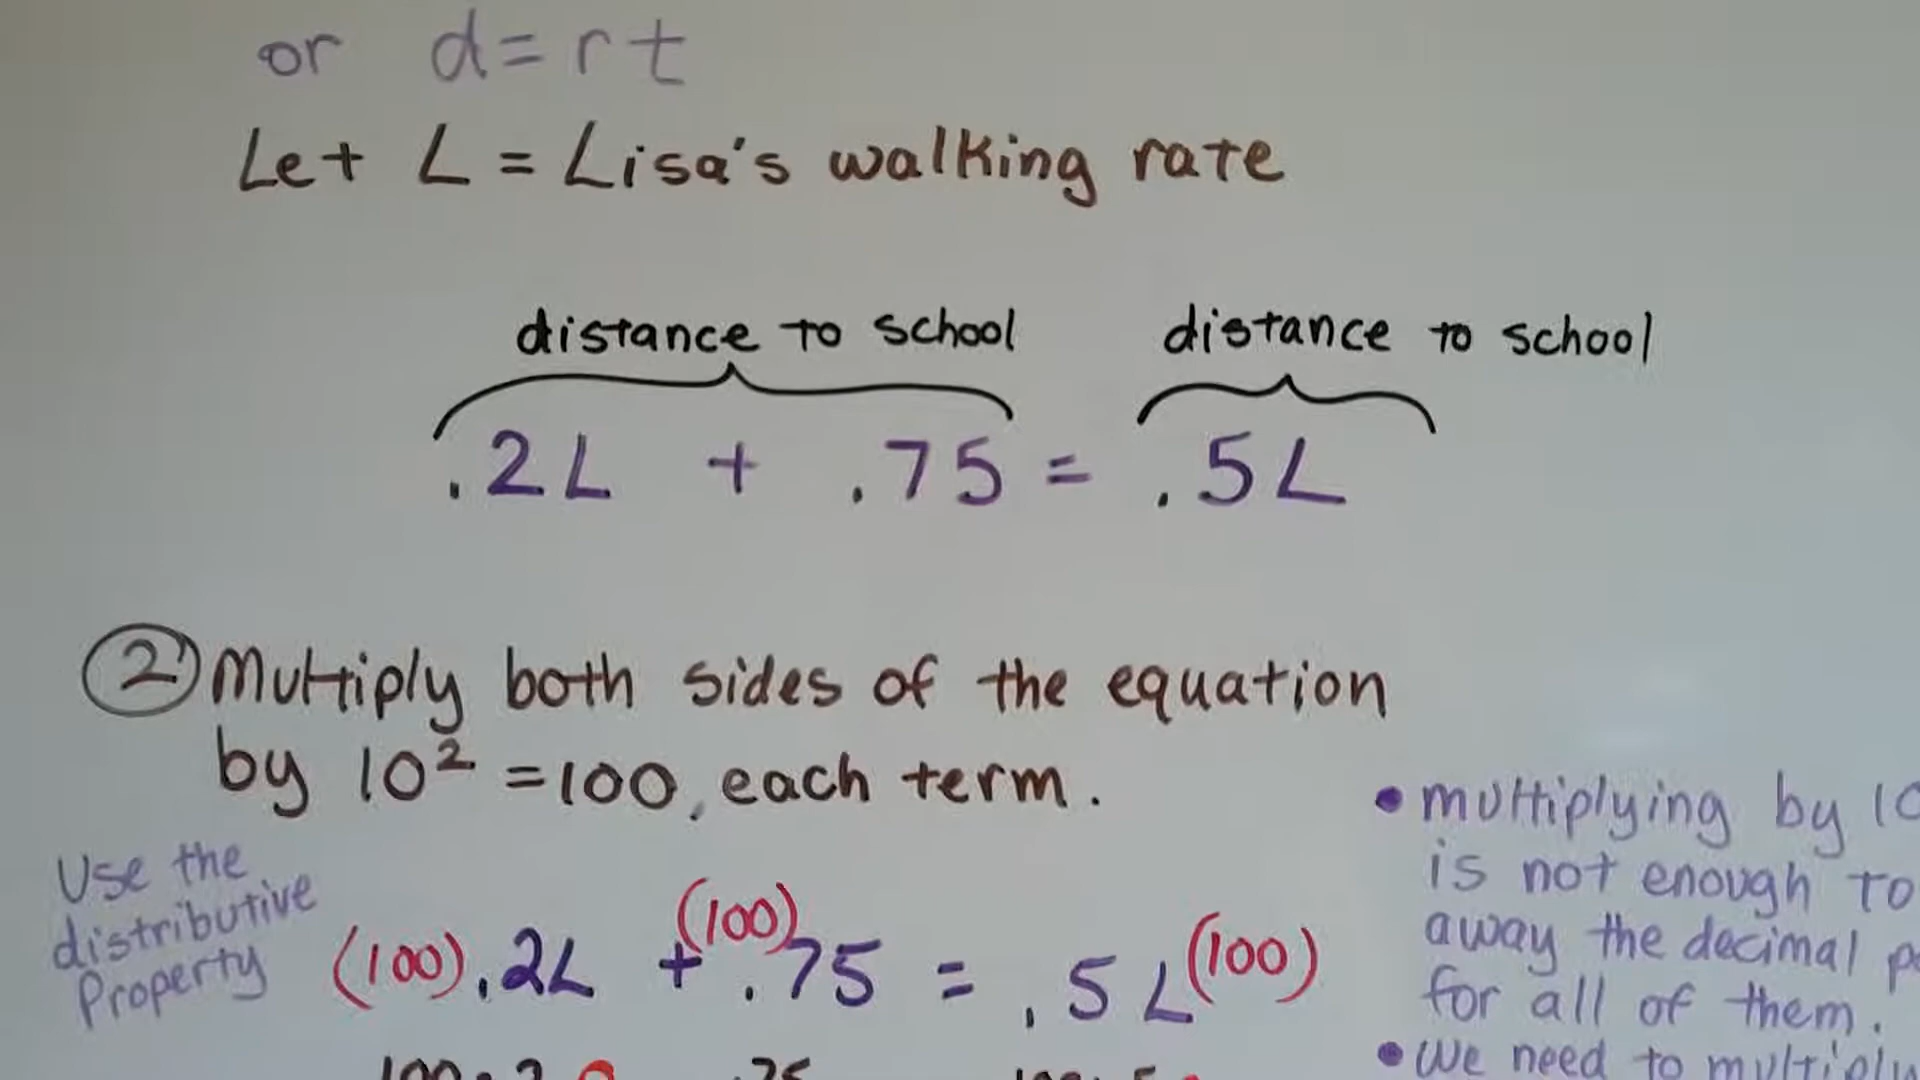 or d=rt
Let L = Lisa's walking rate
distance to school distance to school
.2L + .75 = .5L
② Multiply both sides of the equation
by 10² =100, each term.
Use the
distributive
Property
(100).2L +(100).75 = .5L(100)
• multiplying by 10
is not enough to
away the decimal
for all of them.
• We need to multiply